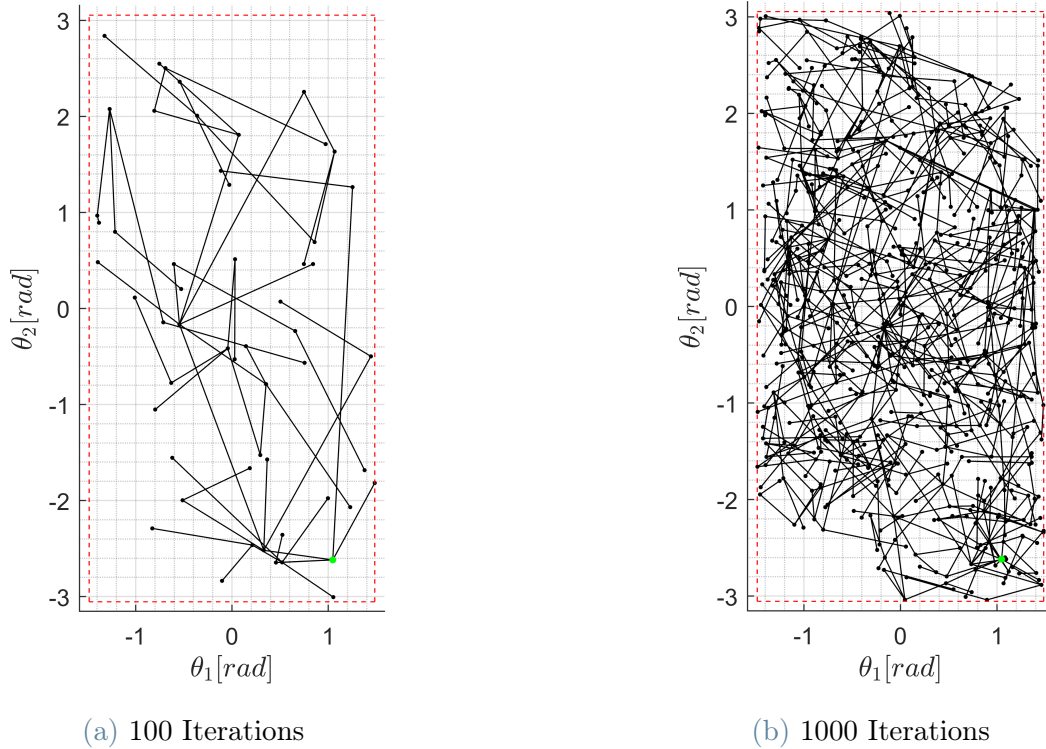 3
2
1
0
-1
-2
-3
θ₂[rad]
-1 0 1
θ₁[rad]
(a) 100 Iterations
3
2
1
0
-1
-2
-3
θ₂[rad]
-1 0 1
θ₁[rad]
(b) 1000 Iterations